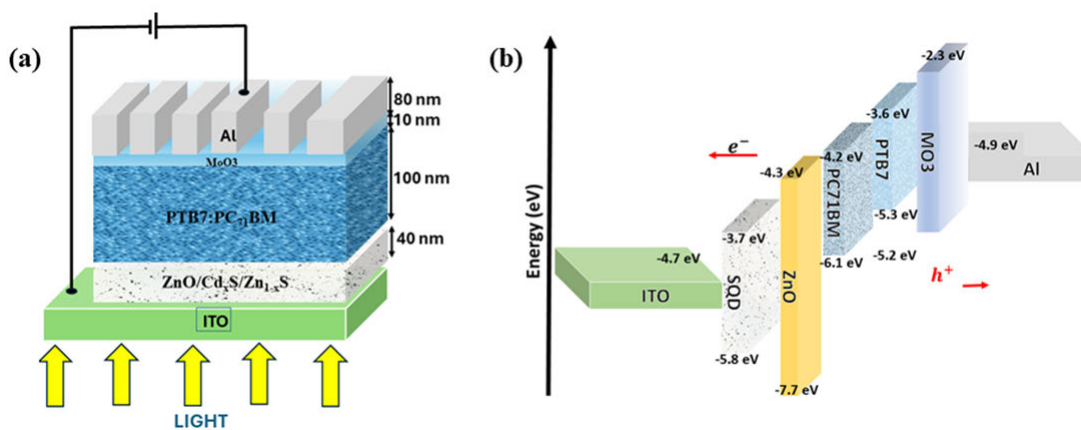 (a)
80 nm
10 nm
Al
MoO3
100 nm
PTB7:PC₇₁BM
40 nm
ZnO/CdₓS/Zn₁₋ₓS
ITO
LIGHT
(b)
Energy (eV)
e⁻
h⁺
-4.7 eV
ITO
-3.7 eV
SQD
-5.8 eV
-4.3 eV
ZnO
-7.7 eV
-4.2 eV
PC71BM
-6.1 eV
-3.6 eV
PTB7
-5.3 eV
-2.3 eV
MO3
-5.2 eV
-4.9 eV
Al